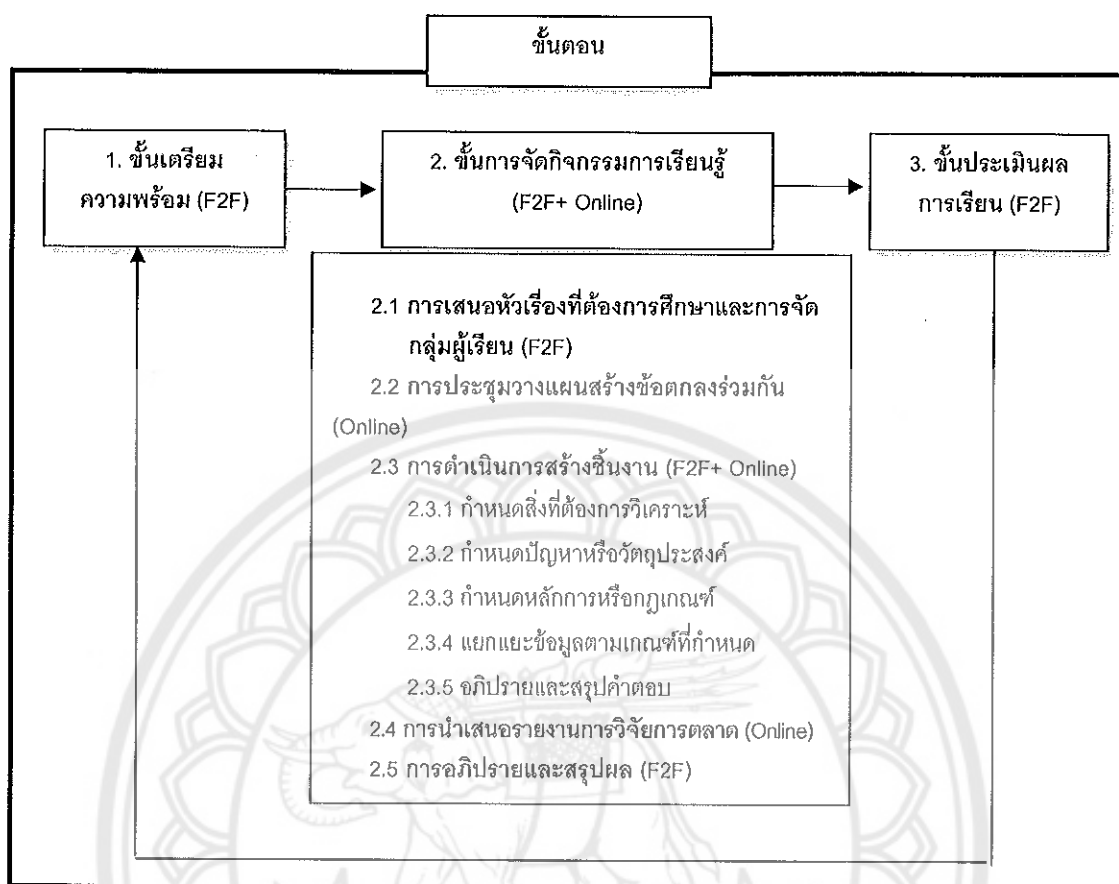 ขั้นตอน
1. ขั้นเตรียม
ความพร้อม (F2F)
2. ขั้นการจัดกิจกรรมการเรียนรู้
(F2F+ Online)
3. ขั้นประเมินผล
การเรียน (F2F)
2.1 การเสนอหัวเรื่องที่ต้องการศึกษาและการจัด
กลุ่มผู้เรียน (F2F)
2.2 การประชุมวางแผนสร้างข้อตกลงร่วมกัน
(Online)
2.3 การดำเนินการสร้างชิ้นงาน (F2F+ Online)
2.3.1 กำหนดสิ่งที่ต้องการวิเคราะห์
2.3.2 กำหนดปัญหาหรือวัตถุประสงค์
2.3.3 กำหนดหลักการหรือกฎเกณฑ์
2.3.4 แยกแยะข้อมูลตามเกณฑ์ที่กำหนด
2.3.5 อภิปรายและสรุปคำตอบ
2.4 การนำเสนอรายงานการวิจัยการตลาด (Online)
2.5 การอภิปรายและสรุปผล (F2F)